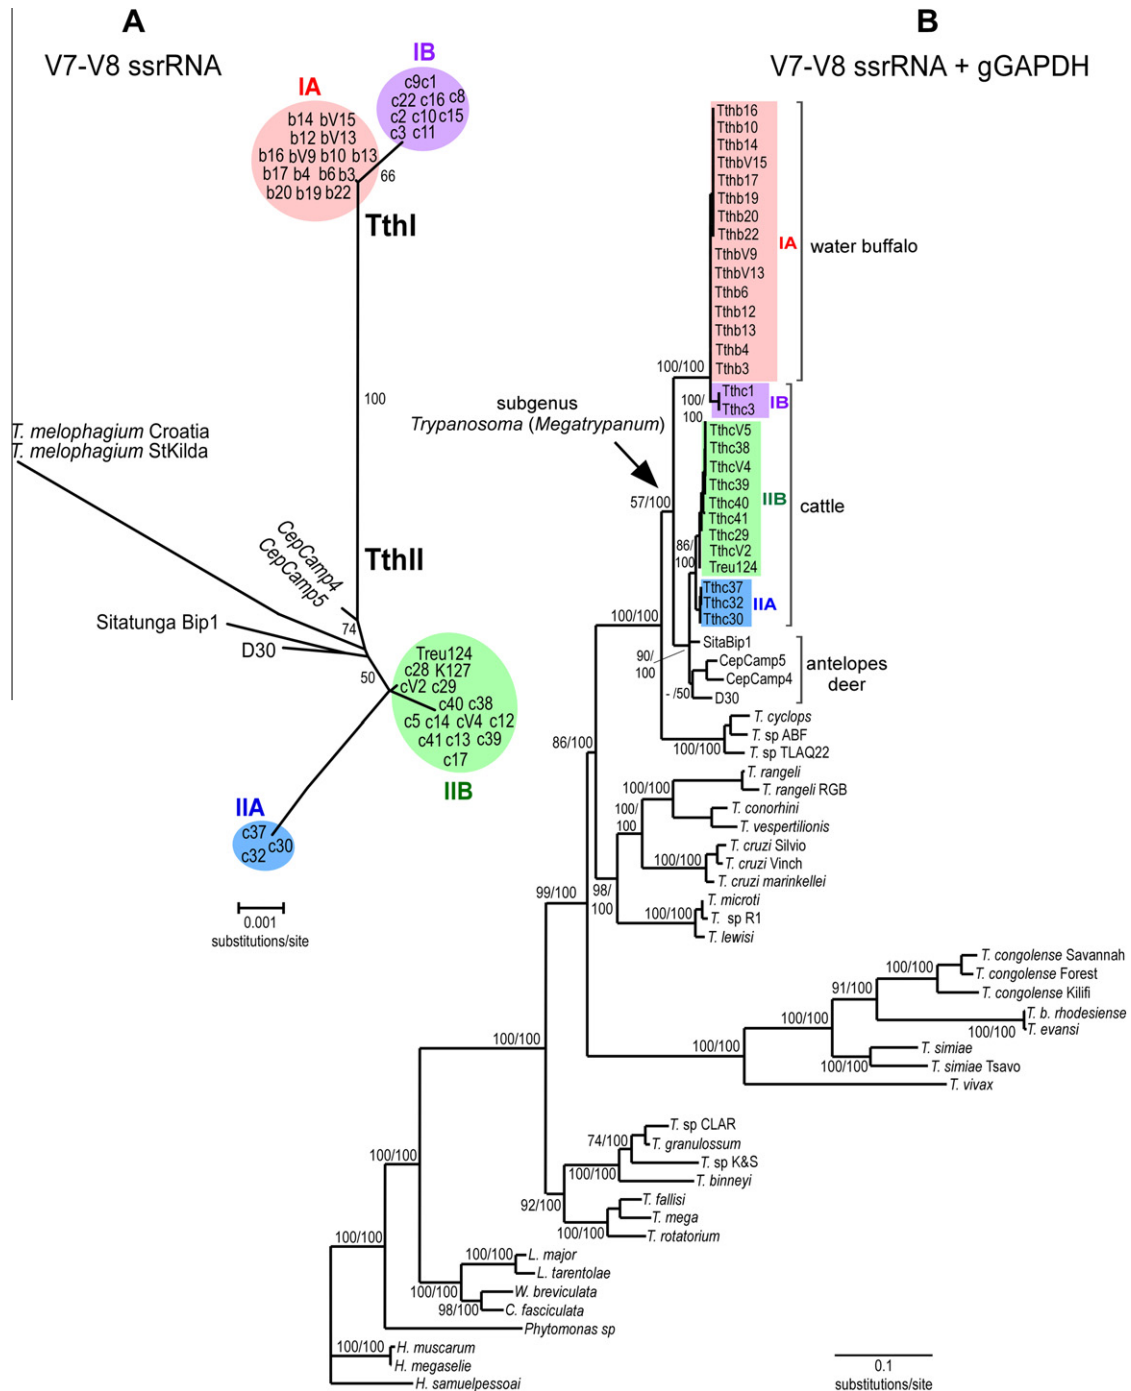 A
V7-V8 ssrRNA
IA
b14 bV15
b12 bV13
b16 bV9 b10 b13
b17 b4 b6 b3
b20 b19 b22
IB
c9c1
c22 c16 c8
c2 c10 c15
c3 c11
66
TthI
100
T. melophagium Croatia
T. melophagium StKilda
CepCamp4
CepCamp5
TthII
74
Sitatunga Bip1
D30
50
Treu124
c28 K127
cV2 c29
c40 c38
c5 c14 cV4 c12
c41 c13 c39
c17
IIB
IIA
c37
c30
c32
0.001
substitutions/site
B
V7-V8 ssrRNA + gGAPDH
Tthb16
Tthb10
Tthb14
TthbV15
Tthb17
Tthb19
Tthb20
Tthb22
TthbV9
TthbV13
Tthb6
Tthb12
Tthb13
Tthb4
Tthb3
IA
water buffalo
100/100
Tthc1
Tthc3
IB
100/
100
subgenus
Trypanosoma (Megatrypanum)
TthcV5
Tthc38
TthcV4
Tthc39
Tthc40
Tthc41
Tthc29
TthcV2
Treu124
IIB
cattle
57/100
86/
100
Tthc37
Tthc32
Tthc30
IIA
100/100
SitaBip1
CepCamp5
CepCamp4
D30
antelopes
deer
90/
100
- /50
T. cyclops
T. sp ABF
T. sp TLAQ22
100/100
86/100
T. rangeli
T. rangeli RGB
T. conorhini
T. vespertilionis
T. cruzi Silvio
T. cruzi Vinch
T. cruzi marinkellei
T. microti
T. sp R1
T. lewisi
100/100
100/
100
100/100
98/
100
100/100
99/100
T. congolense Savannah
T. congolense Forest
T. congolense Kilifi
T. b. rhodesiense
T. evansi
T. simiae
T. simiae Tsavo
T. vivax
100/100
91/100
100/100
100/100
100/100
100/100
100/100
T. sp CLAR
T. granulossum
T. sp K&S
T. binneyi
T. fallisi
T. mega
T. rotatorium
74/100
100/100
92/100
100/100
100/100
L. major
L. tarentolae
W. breviculata
C. fasciculata
Phytomonas sp
H. muscarum
H. megaselie
H. samuelpessoai
100/100
100/100
100/100
98/100
100/100
0.1
substitutions/site